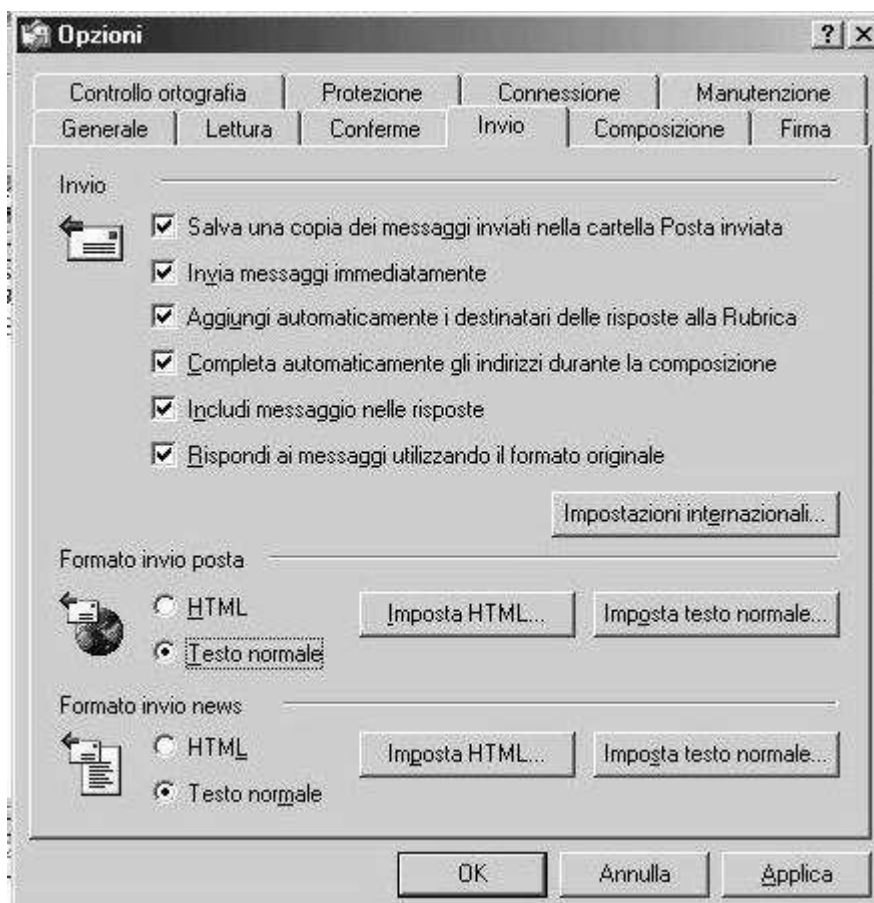 Opzioni
Controllo ortografia Protezione Connessione Manutenzione
Generale Lettura Conferme Invio Composizione Firma
Invio
Salva una copia dei messaggi inviati nella cartella Posta inviata
Invia messaggi immediatamente
Aggiungi automaticamente i destinatari delle risposte alla Rubrica
Completa automaticamente gli indirizzi durante la composizione
Includi messaggio nelle risposte
Rispondi ai messaggi utilizzando il formato originale
Impostazioni internazionali...
Formato invio posta
HTML Imposta HTML... Imposta testo normale...
Testo normale
Formato invio news
HTML Imposta HTML... Imposta testo normale...
Testo normale
OK Annulla Applica